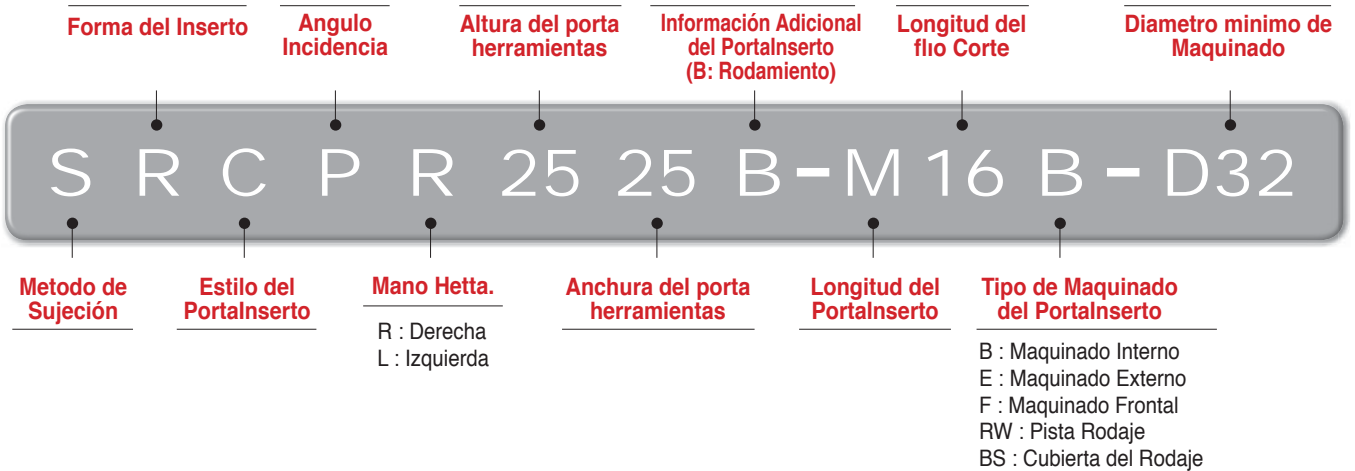 Forma del Inserto
Angulo
Incidencia
Altura del porta
herramientas
Información Adicional
del PortaInserto
(B: Rodamiento)
Longitud del
flıo Corte
Diametro minimo de
Maquinado
S R C P R 25 25 B - M 16 B - D32
Metodo de
Sujeción
Estilo del
PortaInserto
Mano Hetta.
R : Derecha
L : Izquierda
Anchura del porta
herramientas
Longitud del
PortaInserto
Tipo de Maquinado
del PortaInserto
B : Maquinado Interno
E : Maquinado Externo
F : Maquinado Frontal
RW : Pista Rodaje
BS : Cubierta del Rodaje